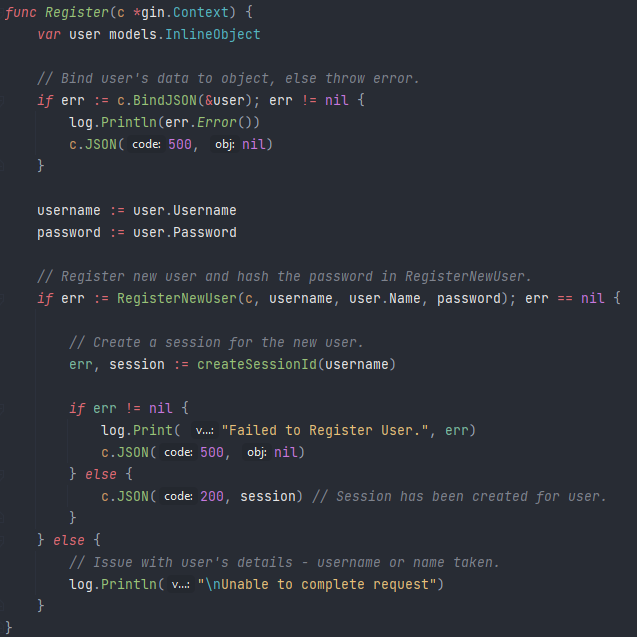 func Register(c *gin.Context) {
    var user models.InlineObject

    // Bind user's data to object, else throw error.
    if err := c.BindJSON(&user); err != nil {
        log.Println(err.Error())
        c.JSON( code: 500, obj: nil)
    }

    username := user.Username
    password := user.Password

    // Register new user and hash the password in RegisterNewUser.
    if err := RegisterNewUser(c, username, user.Name, password); err == nil {

        // Create a session for the new user.
        err, session := createSessionId(username)

        if err != nil {
            log.Print( v...: "Failed to Register User.", err)
            c.JSON( code: 500, obj: nil)
        } else {
            c.JSON( code: 200, session) // Session has been created for user.
        }
    } else {
        // Issue with user's details - username or name taken.
        log.Println( v...: "\nUnable to complete request")
    }
}